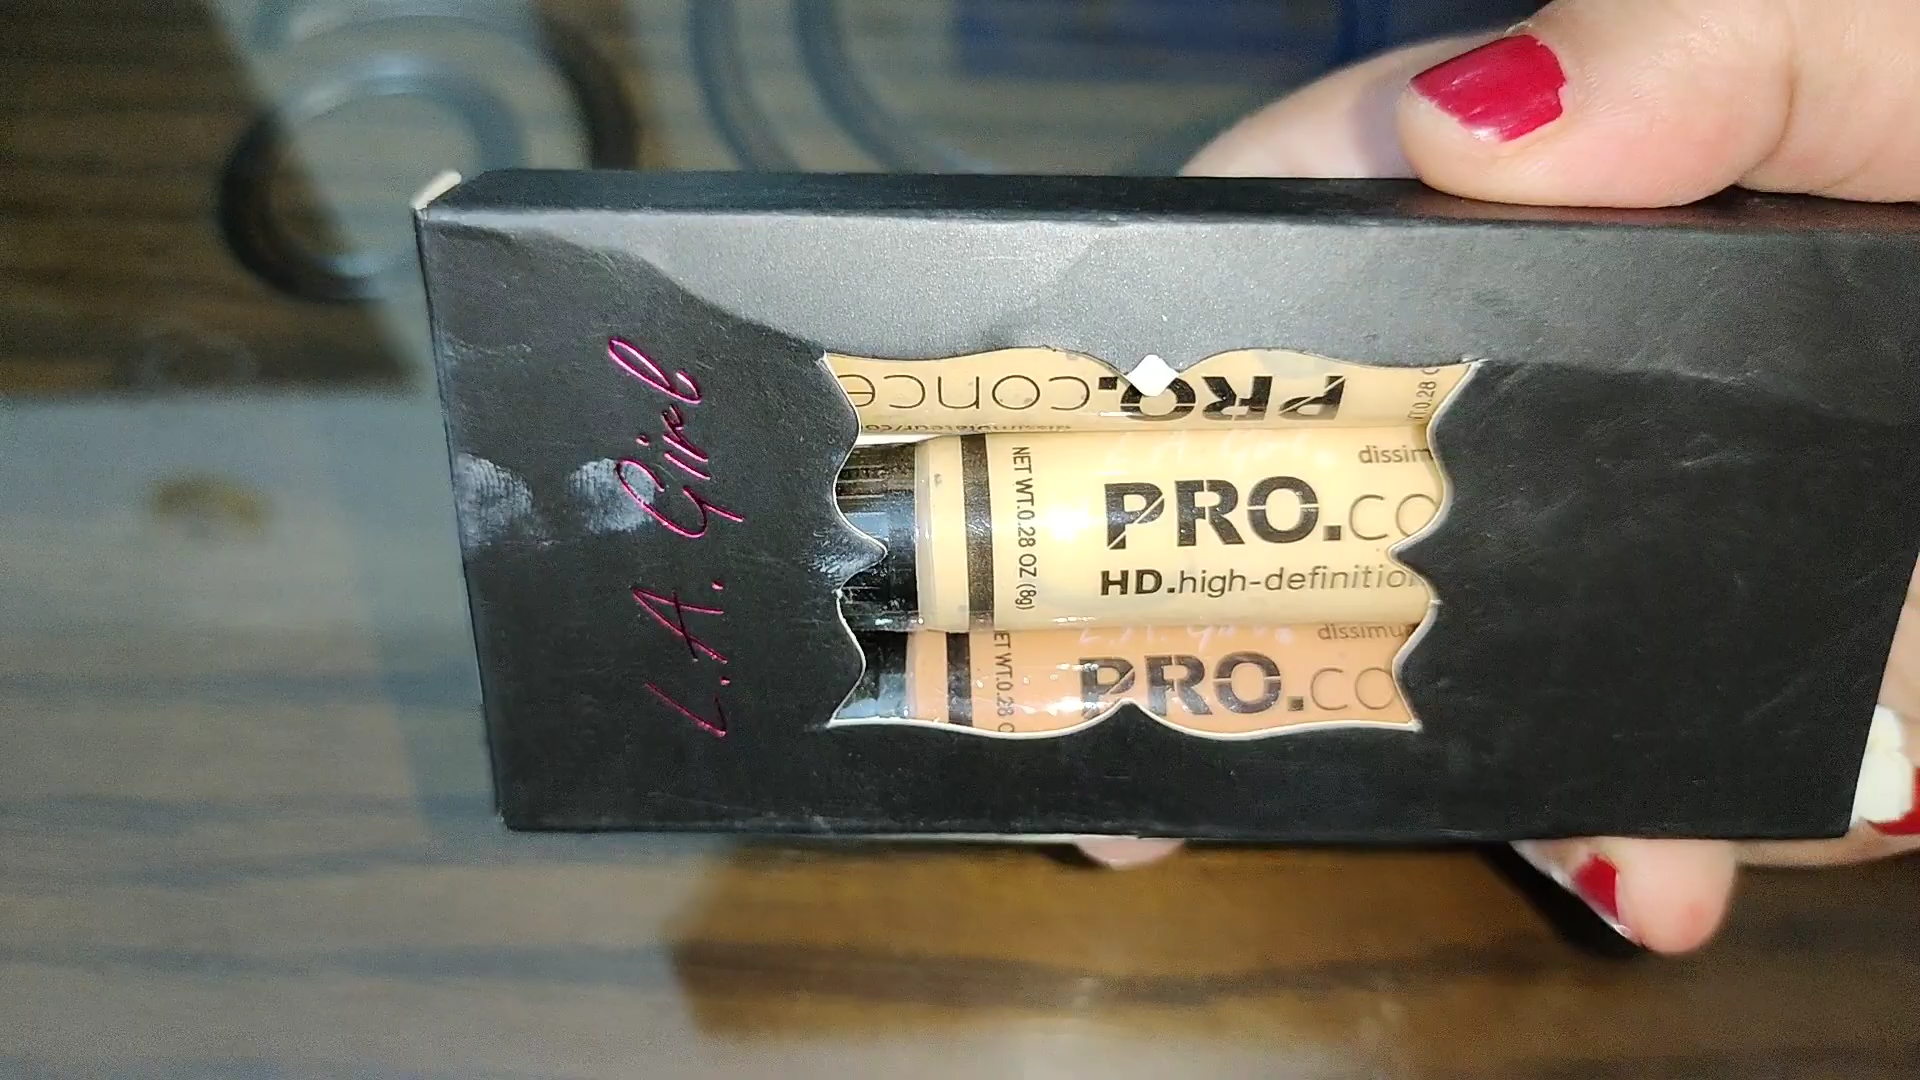 L.A. Girl
PRO.conce
NET WT.0.28 OZ (8g)
dissim
PRO.co
HD.high-definition
ET WT.0.28 O
dissimu
PRO.co